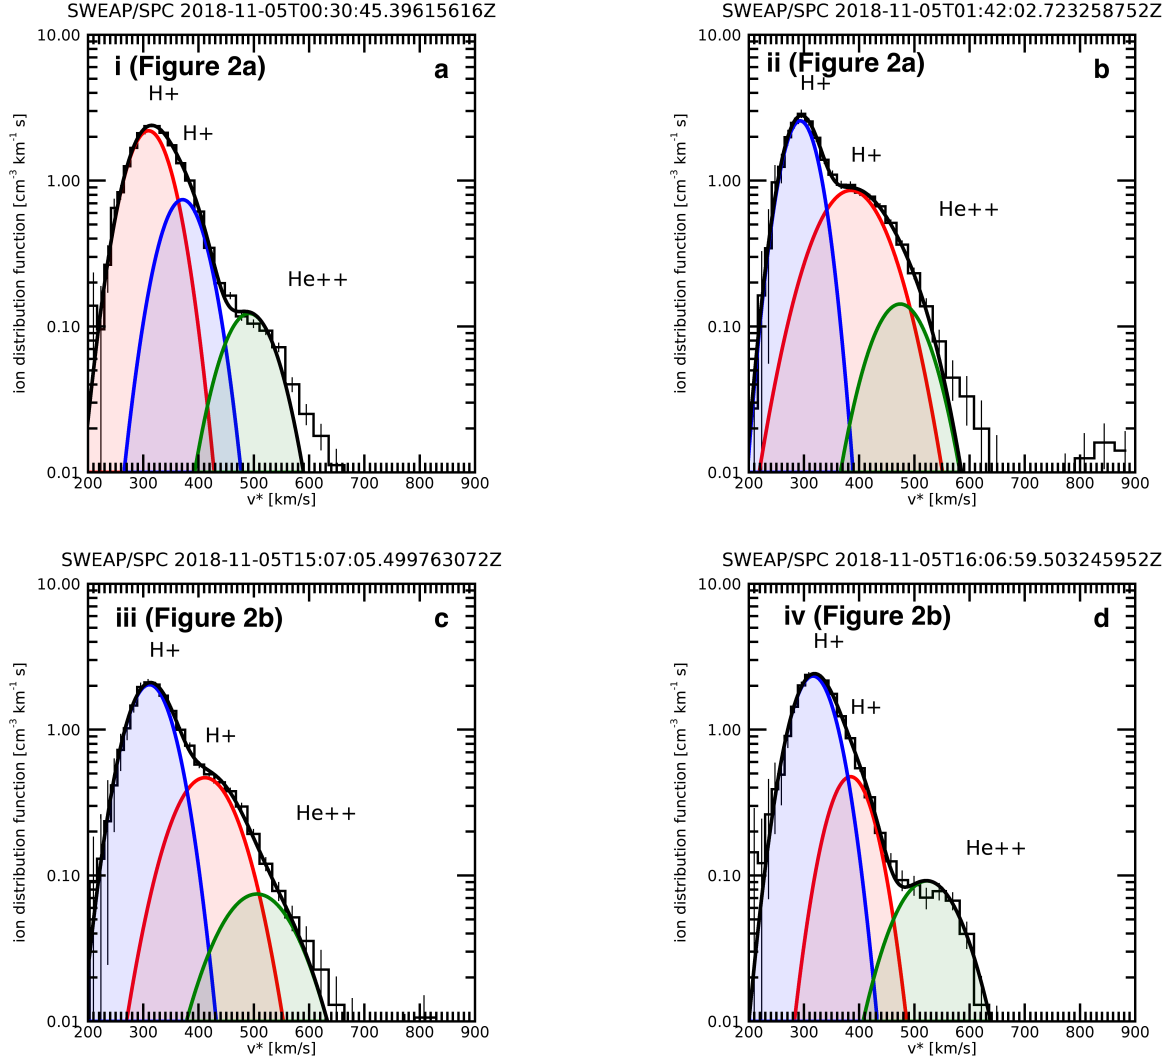 SWEAP/SPC 2018-11-05T00:30:45.39615616Z
10.00
1.00
0.10
0.01
ion distribution function [cm-3 km-1 s]
i (Figure 2a)
a
H+
H+
He++
200 300 400 500 600 700 800 900
v* [km/s]
SWEAP/SPC 2018-11-05T01:42:02.723258752Z
10.00
1.00
0.10
0.01
ion distribution function [cm-3 km-1 s]
ii (Figure 2a)
b
H+
H+
He++
200 300 400 500 600 700 800 900
v* [km/s]
SWEAP/SPC 2018-11-05T15:07:05.499763072Z
10.00
1.00
0.10
0.01
ion distribution function [cm-3 km-1 s]
iii (Figure 2b)
c
H+
H+
He++
200 300 400 500 600 700 800 900
v* [km/s]
SWEAP/SPC 2018-11-05T16:06:59.503245952Z
10.00
1.00
0.10
0.01
ion distribution function [cm-3 km-1 s]
iv (Figure 2b)
d
H+
H+
He++
200 300 400 500 600 700 800 900
v* [km/s]